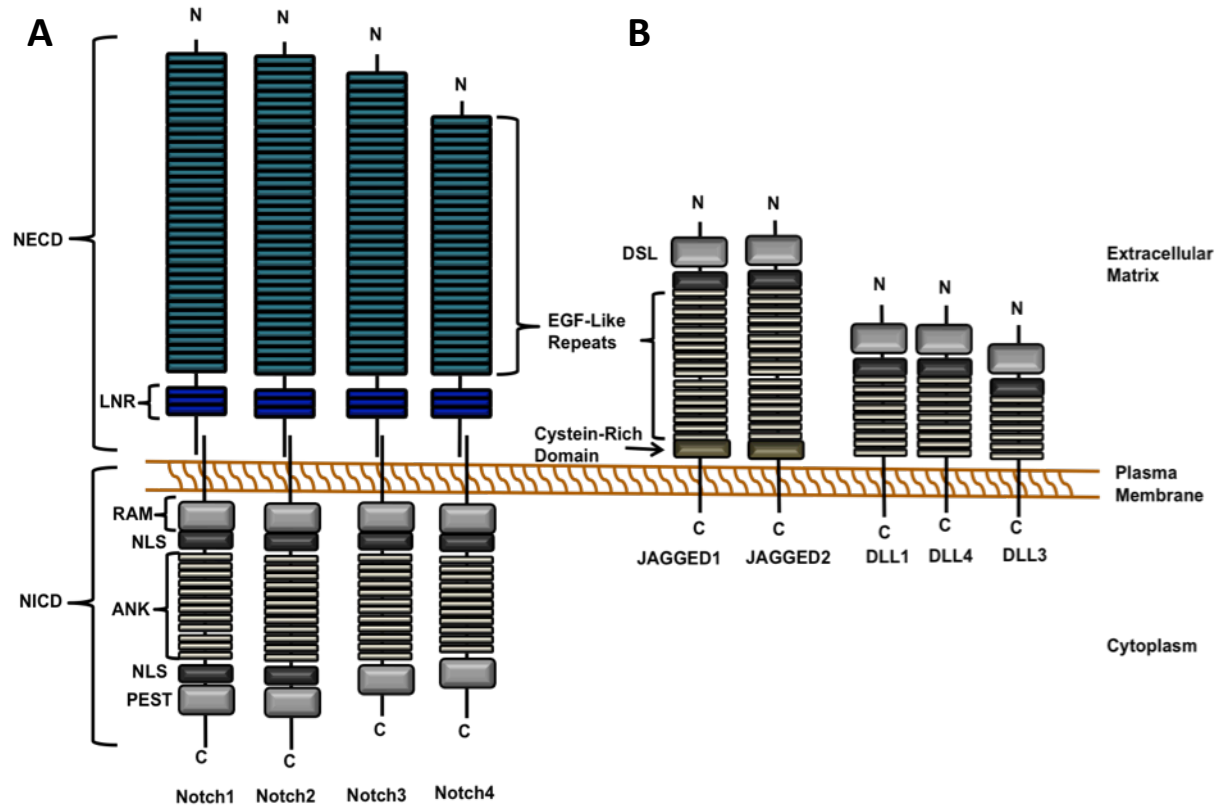 A
B
N
N
N
N
NECD
LNR
EGF-Like
Repeats
N
N
DSL
N
N
N
Cystein-Rich
Domain
Extracellular
Matrix
Plasma
Membrane
RAM
NLS
NICD
ANK
NLS
PEST
C
C
C
C
Notch1
Notch2
Notch3
Notch4
C
C
C
C
C
JAGGED1
JAGGED2
DLL1
DLL4
DLL3
Cytoplasm